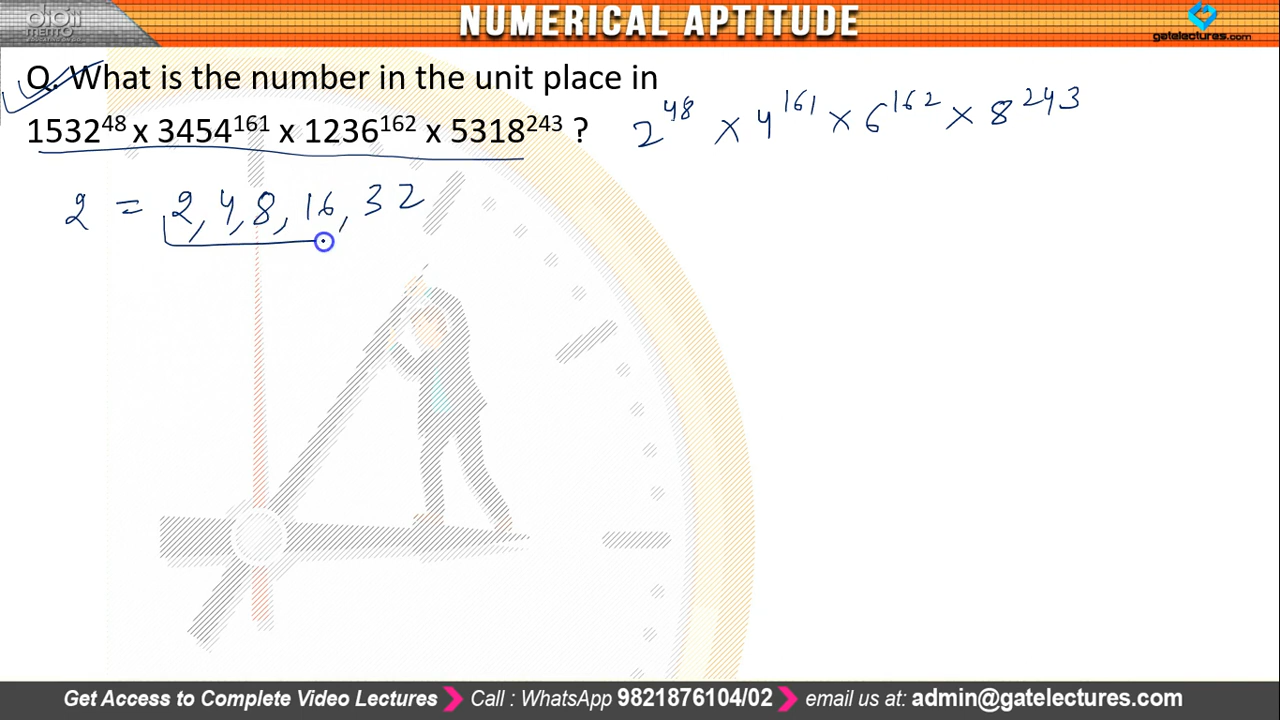 digii
MENTO
NUMERICAL APTITUDE
gatelectures.com
Q. What is the number in the unit place in
1532⁴⁸ x 3454¹⁶¹ x 1236¹⁶² x 5318²⁴³ ?
2⁴⁸ × 4¹⁶¹ × 6¹⁶² × 8²⁴³
2 = 2, 4, 8, 16, 32
Get Access to Complete Video Lectures
Call : WhatsApp 9821876104/02
email us at: admin@gatelectures.com